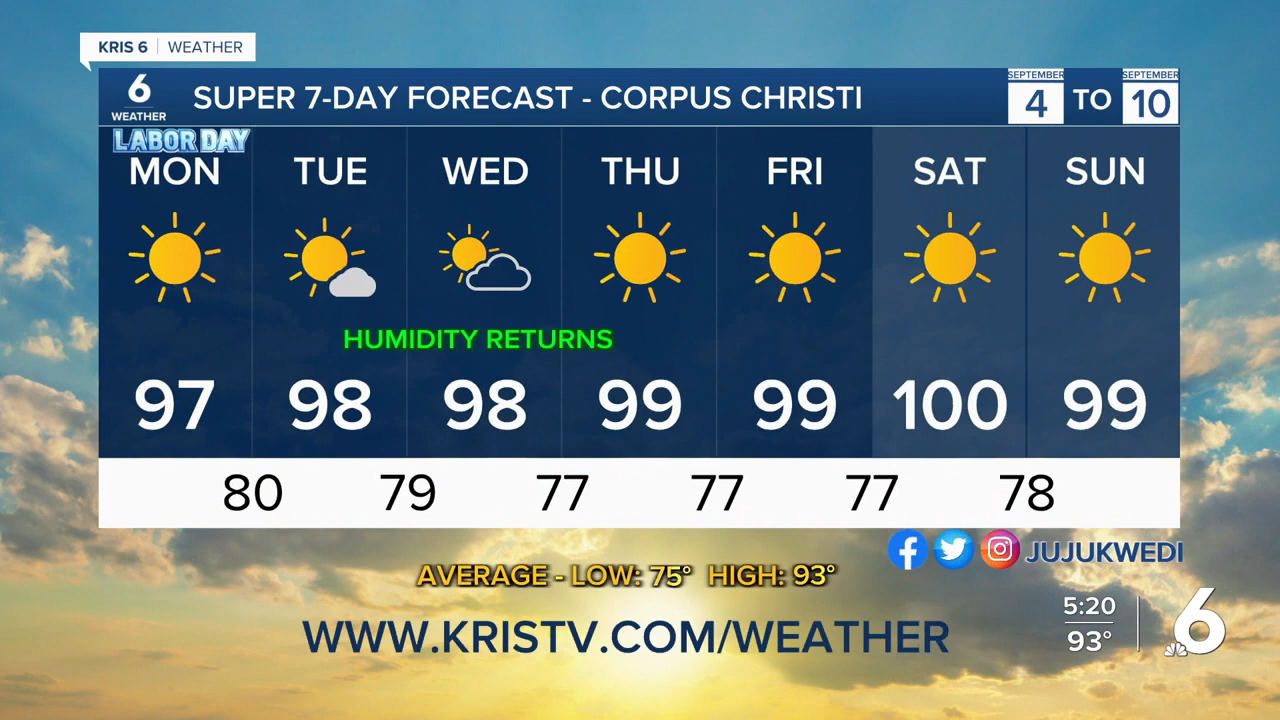 KRIS 6 | WEATHER
6
WEATHER
SUPER 7-DAY FORECAST - CORPUS CHRISTI
SEPTEMBER
4
TO
SEPTEMBER
10
LABOR DAY
MON TUE WED THU FRI SAT SUN
HUMIDITY RETURNS
97 98 98 99 99 100 99
80 79 77 77 77 78
JUJUKWEDI
AVERAGE - LOW: 75° HIGH: 93°
WWW.KRISTV.COM/WEATHER
5:20
93°
6